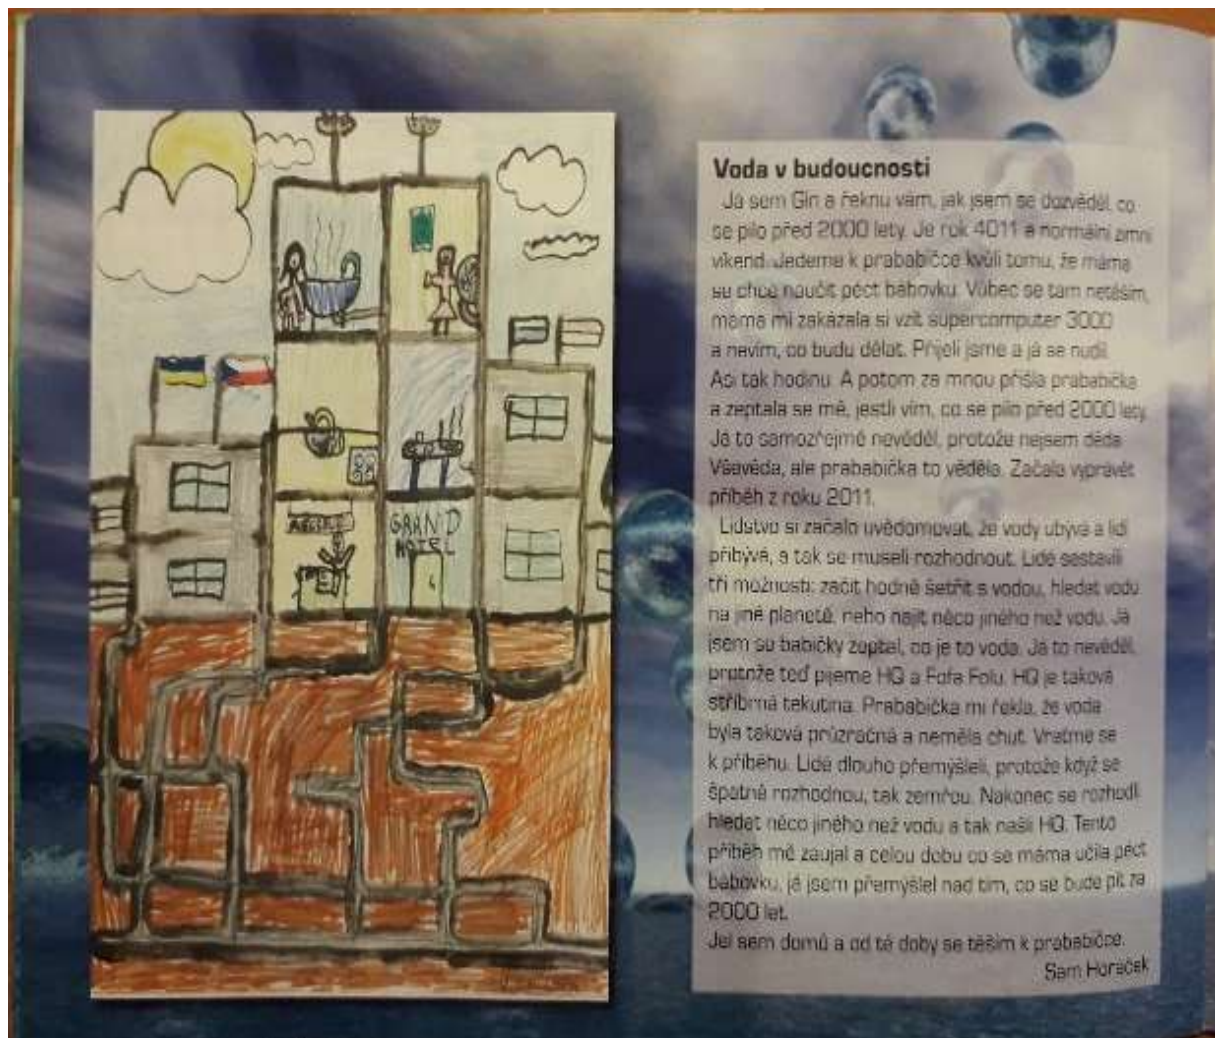 GRAND
HOTEL
Voda v budoucnosti
Já sem Gin a řeknu vám, jak jsem se dozvěděl, co
se pilo před 2000 lety. Je rok 4011 a normální zimní
víkend. Jedeme k prababičce kvůli tomu, že máma
se chce naučit péct bábovku. Vůbec se tam netěším,
máma mi zakázala si vzít supercomputer 3000
a nevím, co budu dělat. Přijeli jsme a já se nudil.
Asi tak hodinu. A potom za mnou přišla prababička
a zeptala se mě, jestli vím, co se pilo před 2000 lety.
Já to samozřejmě nevěděl, protože nejsem děda
Vševěda, ale prababička to věděla. Začala vyprávět
příběh z roku 2011.
Lidstvo si začalo uvědomovat, že vody ubývá a lidí
přibývá, a tak se museli rozhodnout. Lidé sestavili
tři možnosti: začít hodně šetřit s vodou, hledat vodu
na jiné planetě, nebo najít něco jiného než vodu. Já
jsem se babičky zeptal, co je to voda. Já to nevěděl,
protože teď pijeme HQ a Fofa Folu. HQ je taková
stříbrná tekutina. Prababička mi řekla, že voda
byla taková průzračná a neměla chuť. Vraťme se
k příběhu. Lidé dlouho přemýšleli, protože když se
špatně rozhodnou, tak zemřou. Nakonec se rozhodli
hledat něco jiného než vodu a tak našli HQ. Tento
příběh mě zaujal a celou dobu co se máma učila péct
bábovku, já jsem přemýšlel nad tím, co se bude pít za
2000 let.
Jel sem domů a od té doby se těším k prababičce.
Sam Horáček